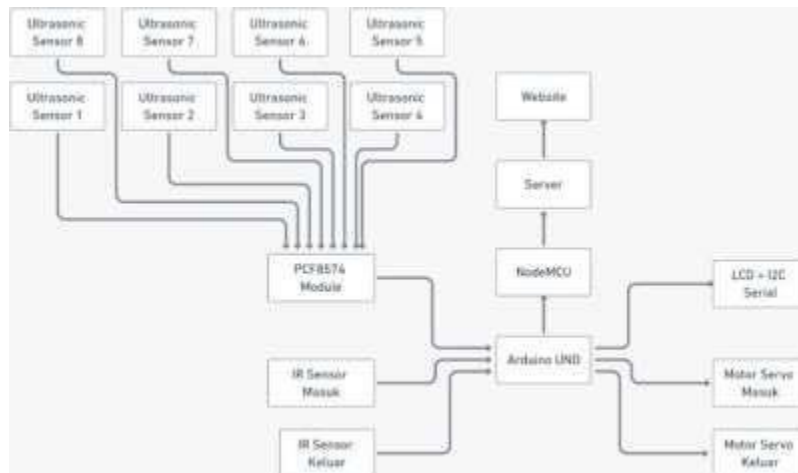 Ultrasonic
Sensor 8
Ultrasonic
Sensor 7
Ultrasonic
Sensor 6
Ultrasonic
Sensor 5
Ultrasonic
Sensor 1
Ultrasonic
Sensor 2
Ultrasonic
Sensor 3
Ultrasonic
Sensor 4
Website
Server
PCF8574
Module
NodeMCU
LCD + I2C
Serial
Arduino UNO
IR Sensor
Masuk
Motor Servo
Masuk
IR Sensor
Keluar
Motor Servo
Keluar